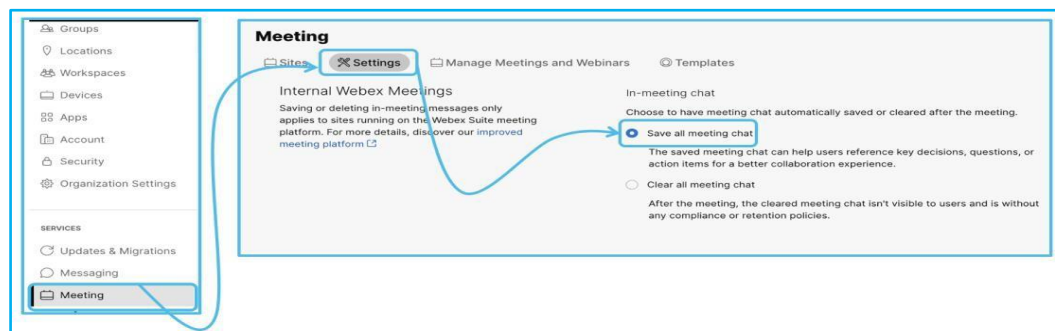 Groups
Locations
Workspaces
Devices
Apps
Account
Security
Organization Settings
SERVICES
Updates & Migrations
Messaging
Meeting
Meeting
Sites
Settings
Manage Meetings and Webinars
Templates
Internal Webex Meetings
Saving or deleting in-meeting messages only
applies to sites running on the Webex Suite meeting
platform. For more details, discover our improved
meeting platform
In-meeting chat
Choose to have meeting chat automatically saved or cleared after the meeting.
Save all meeting chat
The saved meeting chat can help users reference key decisions, questions, or
action items for a better collaboration experience.
Clear all meeting chat
After the meeting, the cleared meeting chat isn't visible to users and is without
any compliance or retention policies.